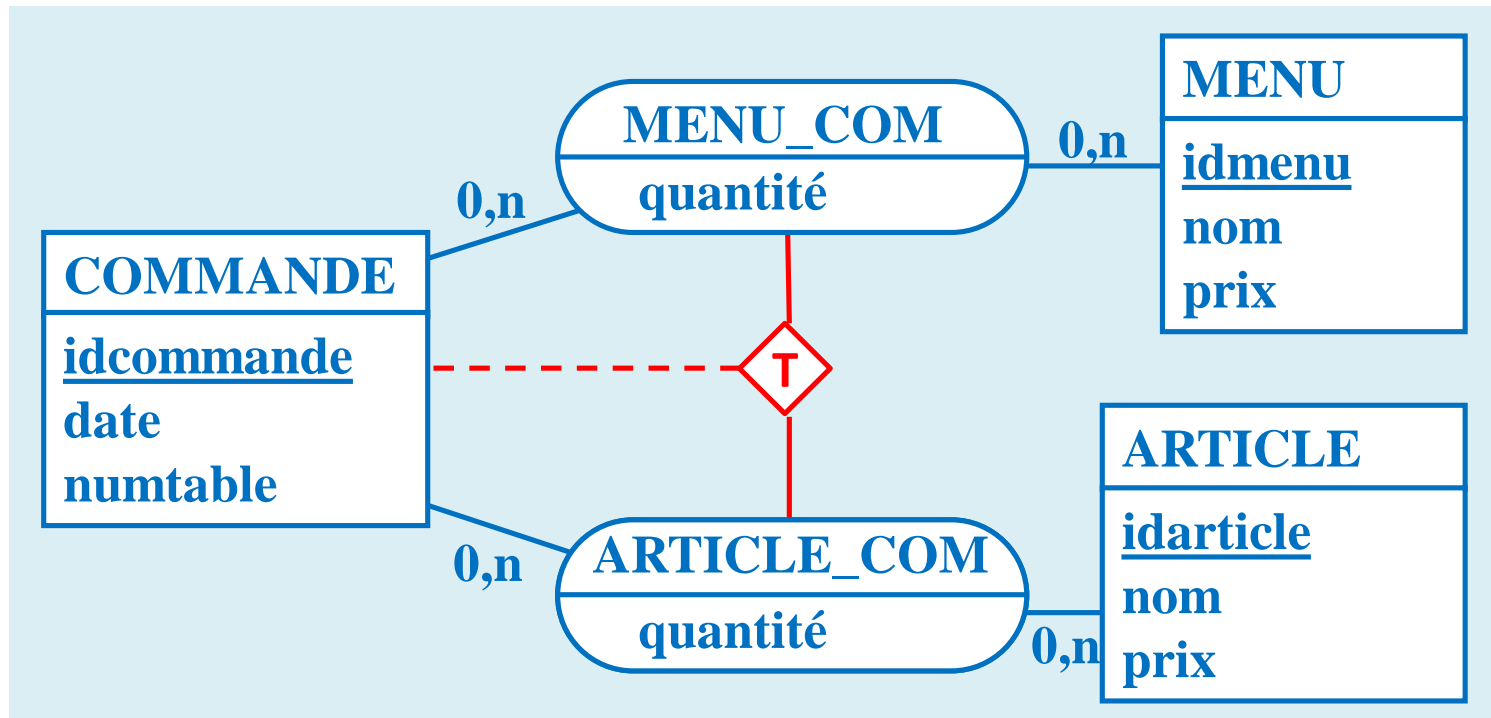 MENU_COM
quantité
0,n
0,n
MENU
idmenu
nom
prix
COMMANDE
idcommande
date
numtable
T
0,n
ARTICLE_COM
quantité
0,n
ARTICLE
idarticle
nom
prix